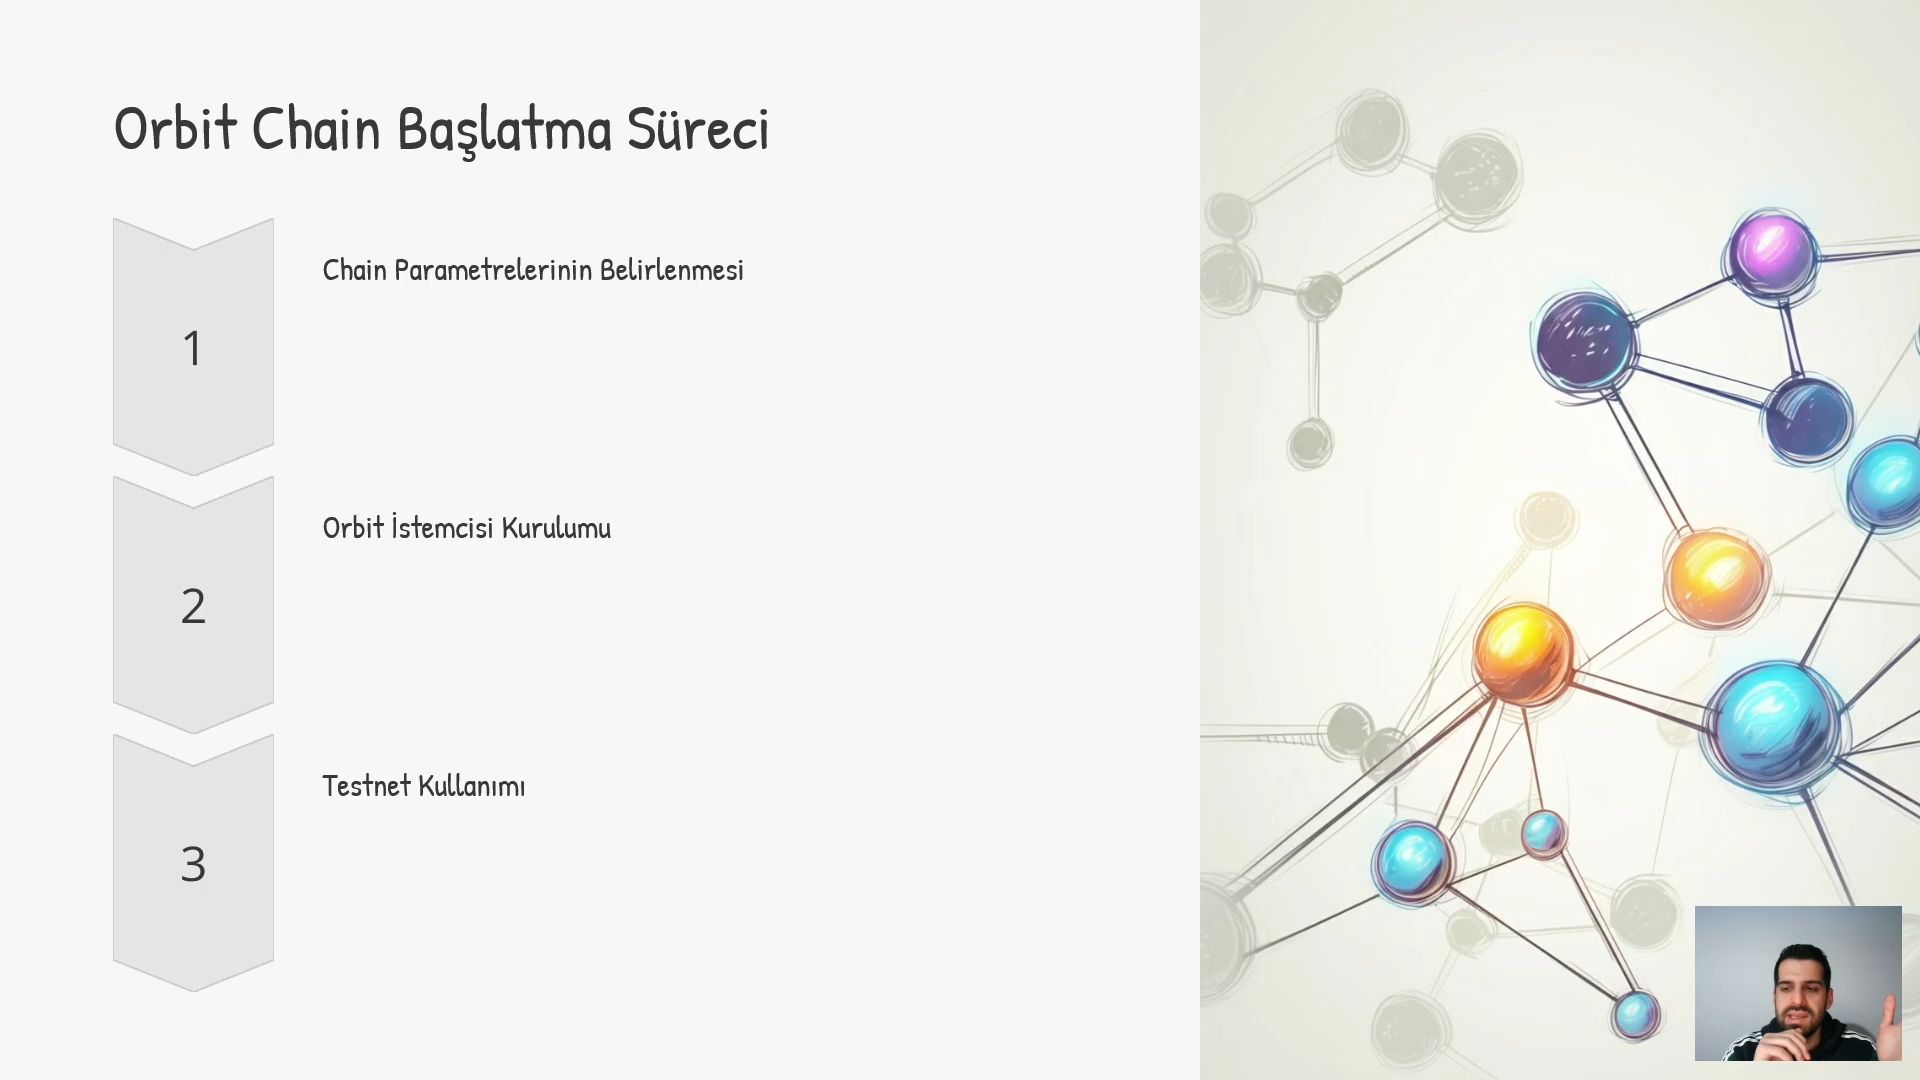 Orbit Chain Başlatma Süreci
1
Chain Parametrelerinin Belirlenmesi
2
Orbit İstemcisi Kurulumu
3
Testnet Kullanımı